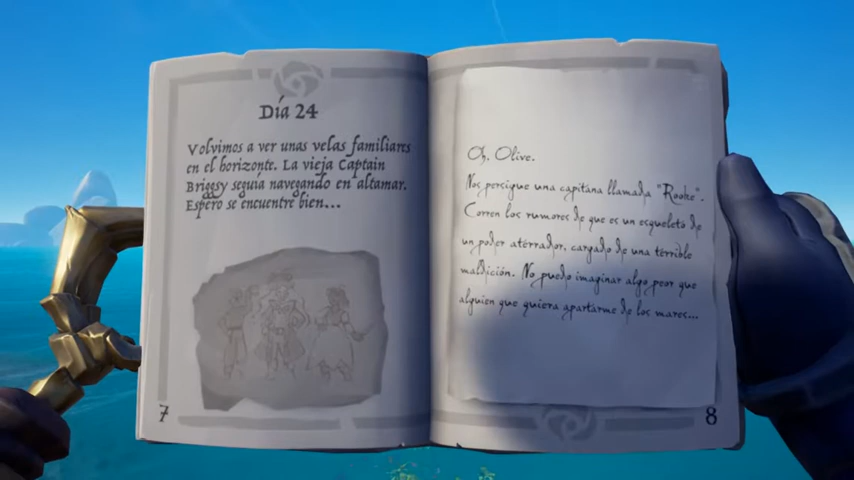 Día 24
Volvimos a ver unas velas familiares
en el horizonte. La vieja Captain
Briggsy seguía navegando en altamar.
Espero se encuentre bien...
7
Oh, Olive.
Nos persigue una capitana llamada "Rooke".
Corren los rumores de que es un esqueleto de
un poder aterrador, cargado de una terrible
maldición. No puedo imaginar algo peor que
alguien que quiera apartarme de los mares...
8